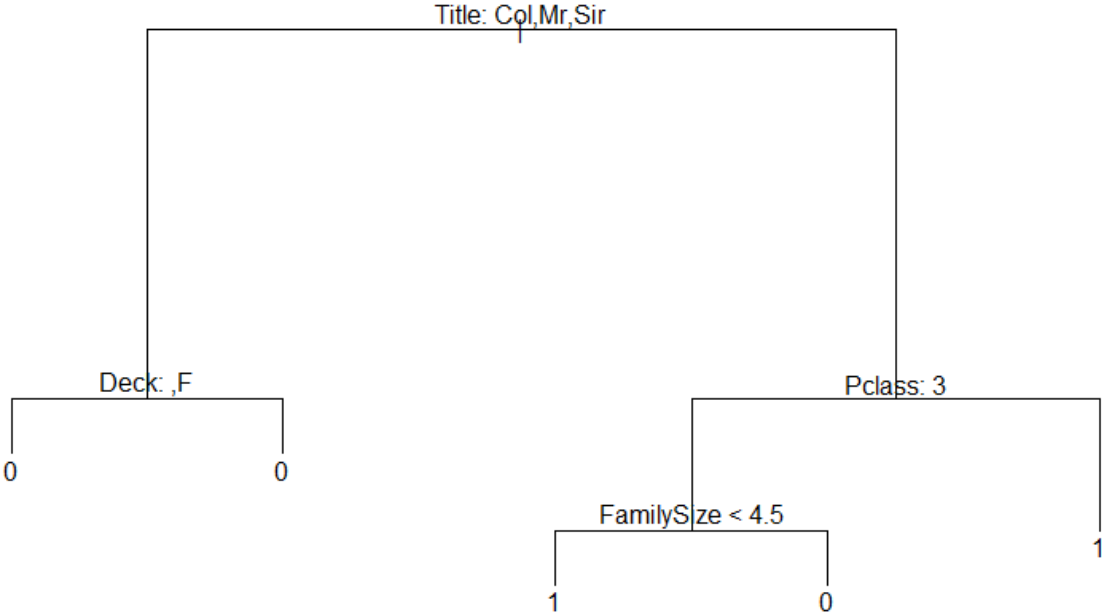 Title: Col,Mr,Sir
Deck: ,F
Pclass: 3
0
0
FamilySize < 4.5
1
1
0